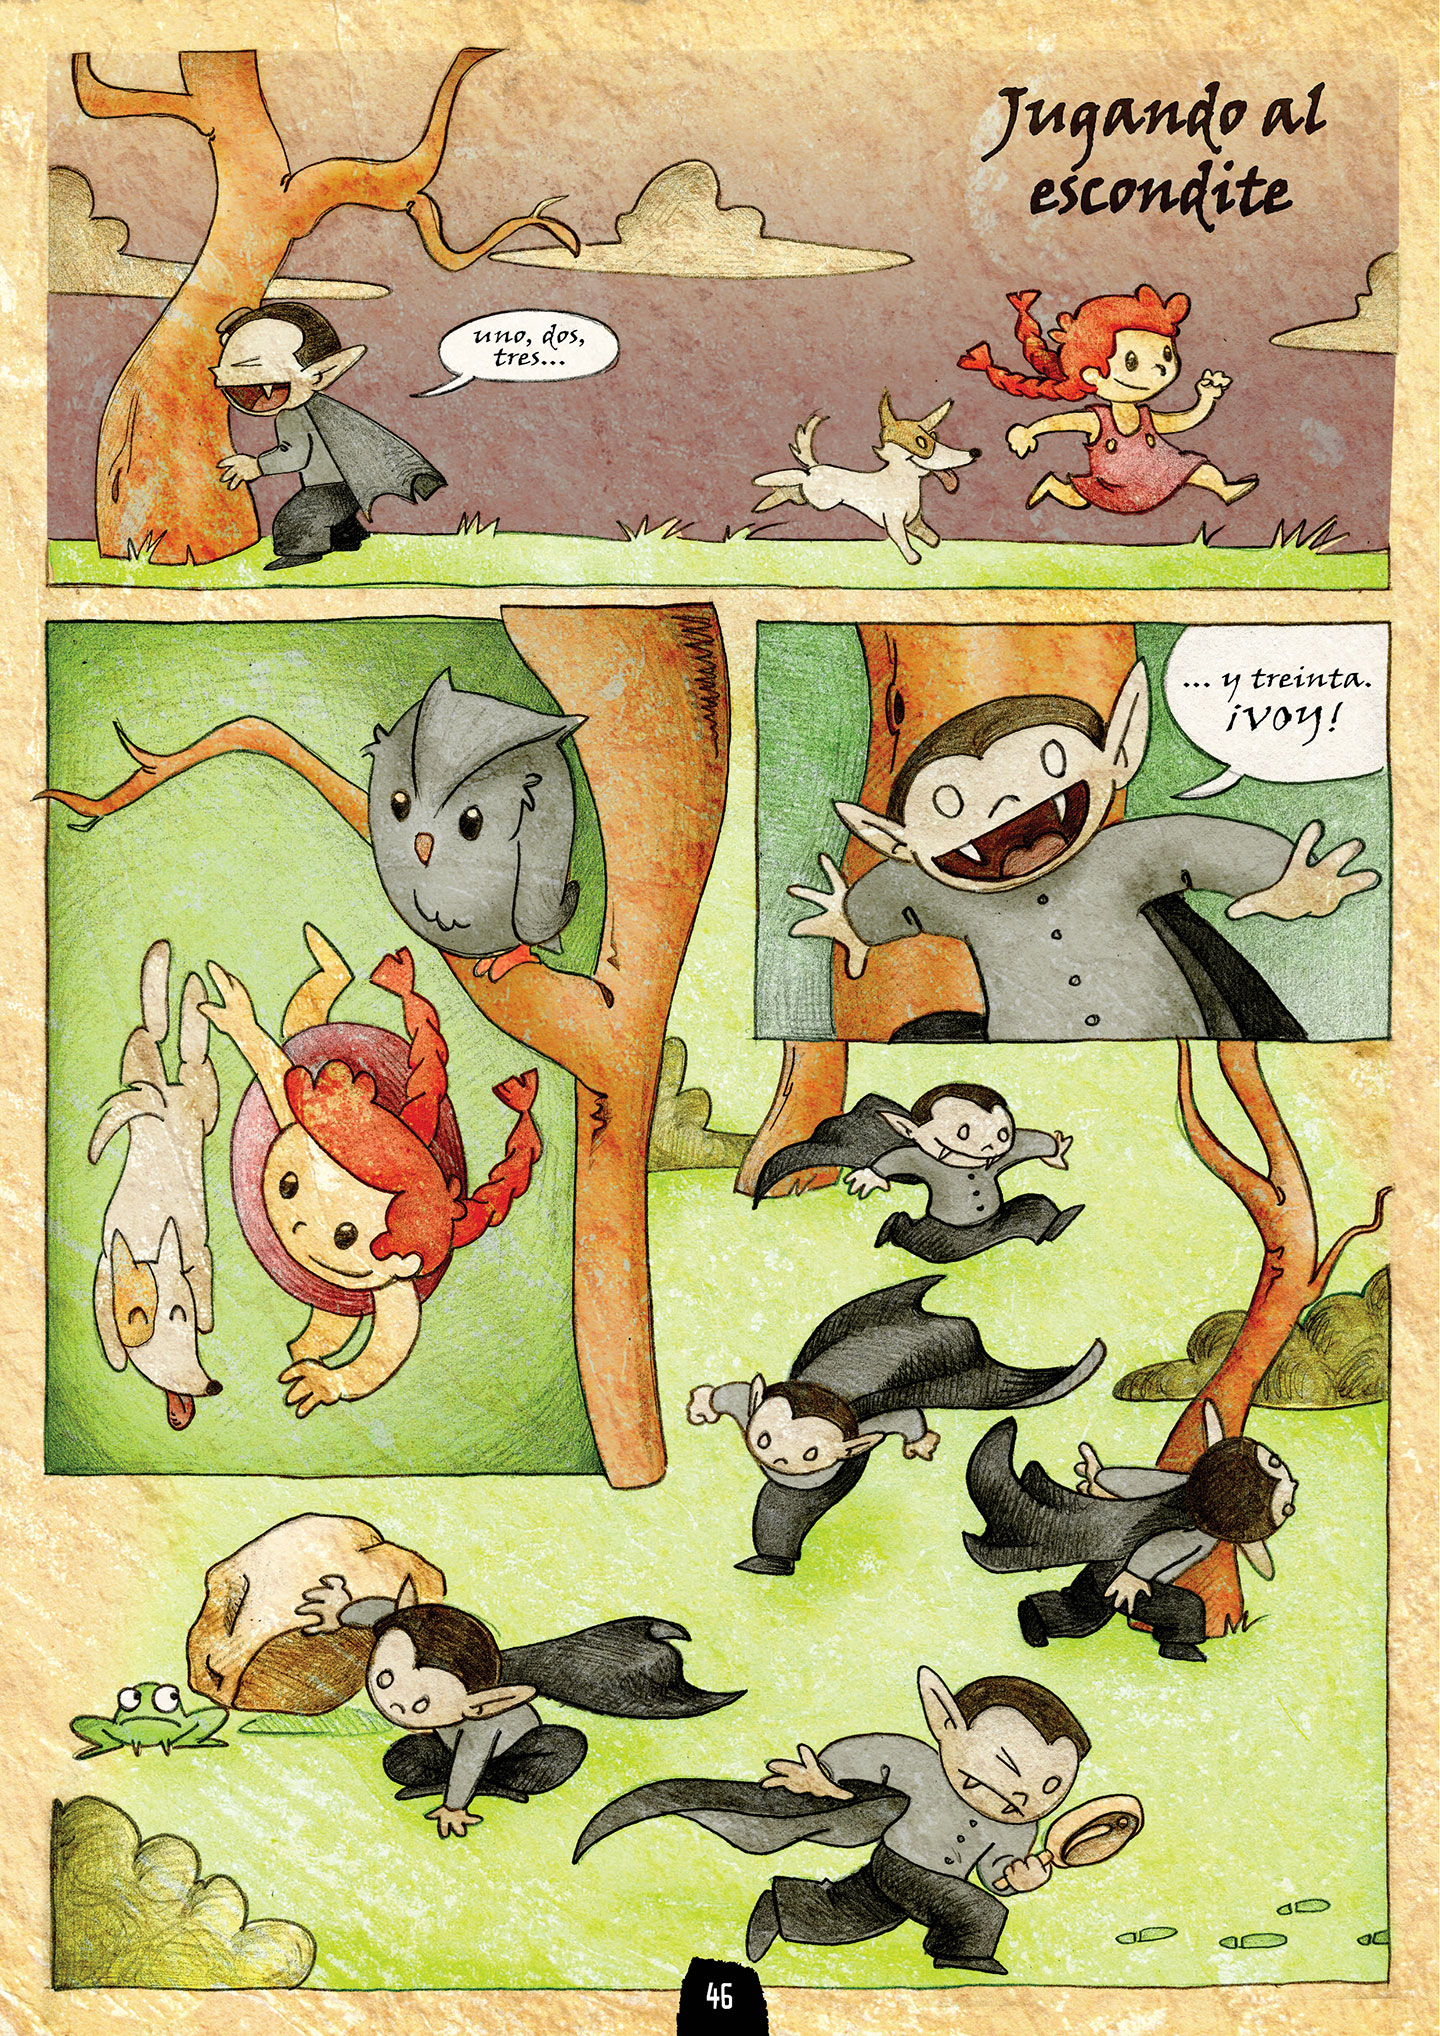 Jugando al
escondite
uno, dos,
tres...
... y treinta.
¡VOY!
46